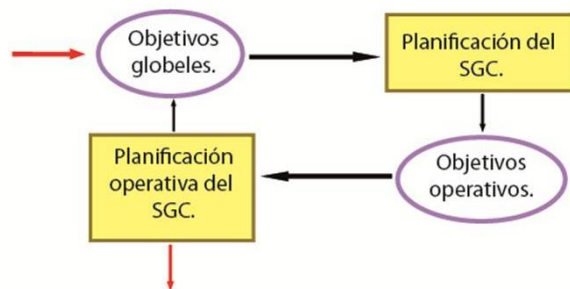 Objetivos
globeles.
Planificación del
SGC.
Planificación
operativa del
SGC.
Objetivos
operativos.